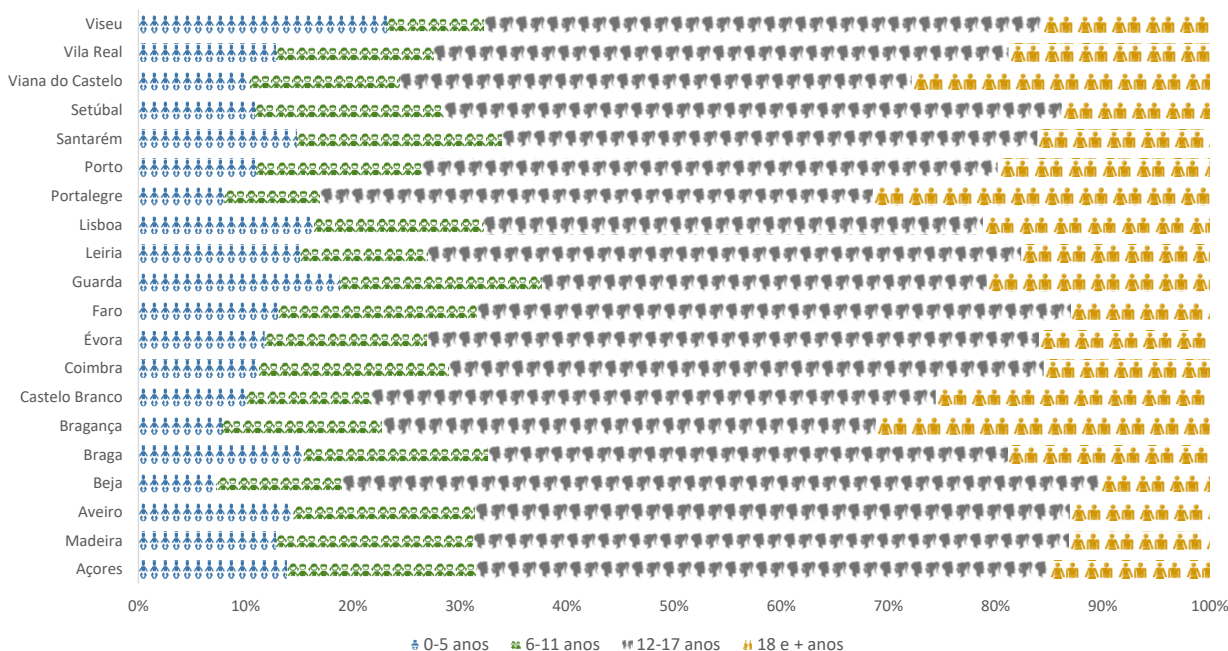 Viseu
Vila Real
Viana do Castelo
Setúbal
Santarém
Porto
Portalegre
Lisboa
Leiria
Guarda
Faro
Évora
Coimbra
Castelo Branco
Bragança
Braga
Beja
Aveiro
Madeira
Açores
0% 10% 20% 30% 40% 50% 60% 70% 80% 90% 100%
0-5 anos 6-11 anos 12-17 anos 18 e + anos